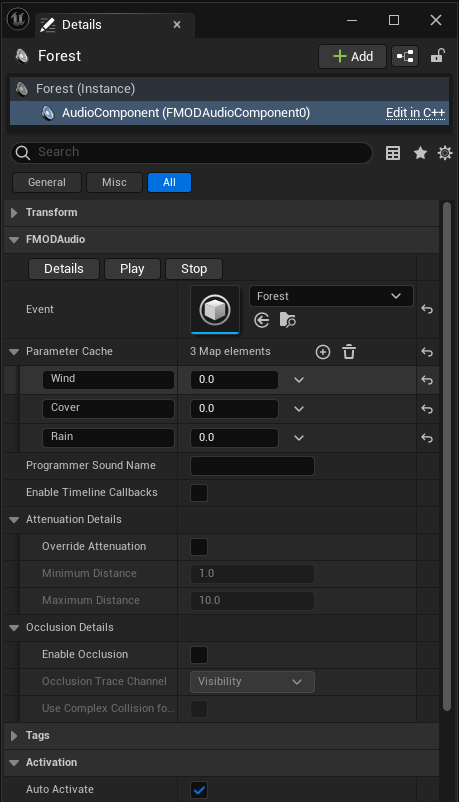 Details
Forest
Add
Forest (Instance)
AudioComponent (FMODAudioComponent0) Edit in C++
Search
General Misc All
Transform
FMODAudio
Details Play Stop
Event Forest
Parameter Cache 3 Map elements
Wind 0.0
Cover 0.0
Rain 0.0
Programmer Sound Name
Enable Timeline Callbacks
Attenuation Details
Override Attenuation
Minimum Distance 1.0
Maximum Distance 10.0
Occlusion Details
Enable Occlusion
Occlusion Trace Channel Visibility
Use Complex Collision fo...
Tags
Activation
Auto Activate